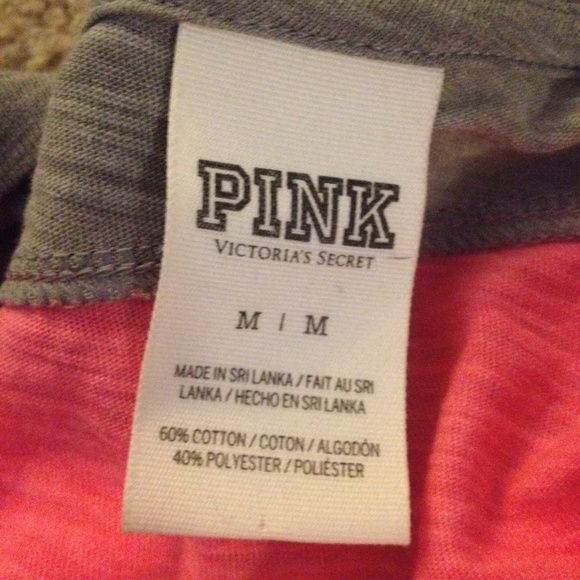 PINK
VICTORIA'S SECRET
M | M
MADE IN SRI LANKA / FAIT AU SRI
LANKA / HECHO EN SRI LANKA
60% COTTON / COTON / ALGODÓN
40% POLYESTER / POLIÉSTER